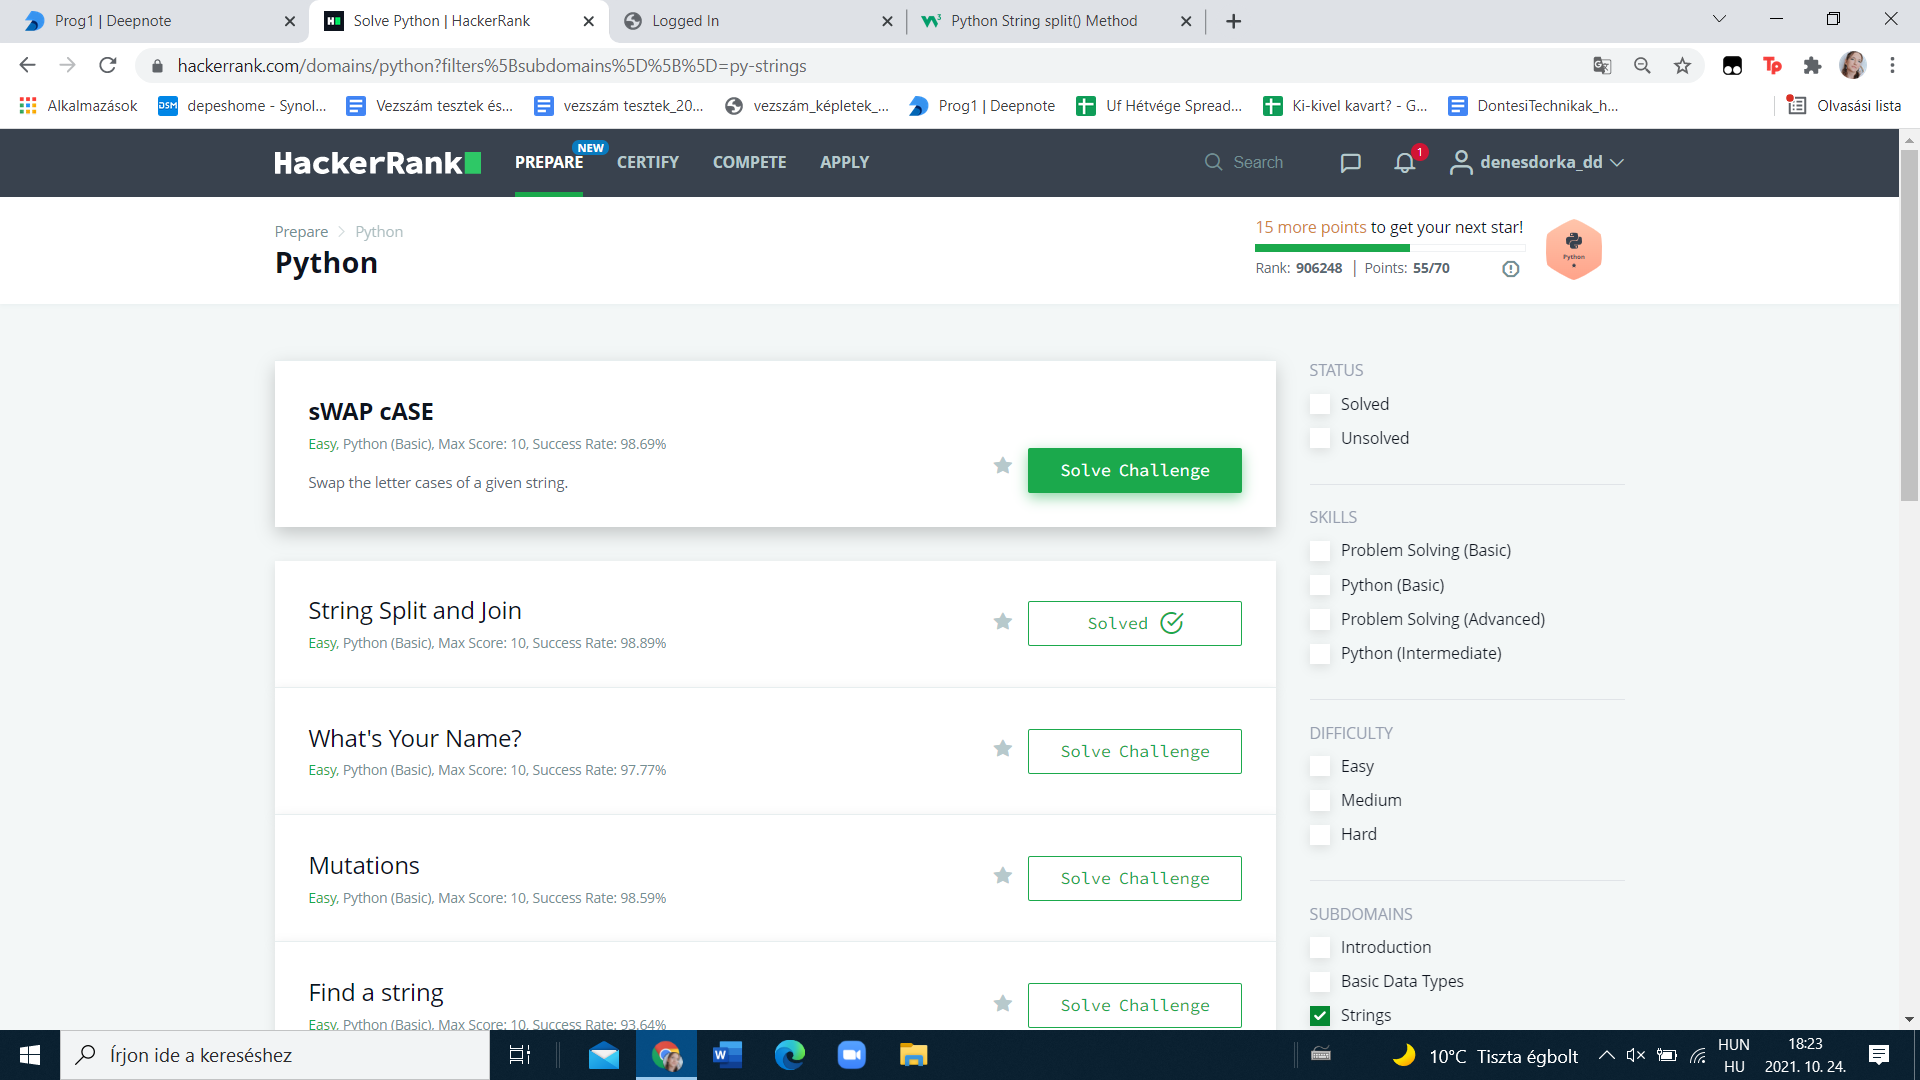 Prog1 | Deepnote
Solve Python | HackerRank
Logged In
Python String split() Method
hackerrank.com/domains/python?filters%5Bsubdomains%5D%5B%5D=py-strings
Alkalmazások
depeshome - Synol...
Vezszám tesztek és...
vezszám tesztek_20...
vezszám_képletek_...
Prog1 | Deepnote
Uf Hétvége Spread...
Ki-kivel kavart? - G...
DontesiTechnikak_h...
Olvasási lista
HackerRank
PREPARE
NEW
CERTIFY
COMPETE
APPLY
Search
1
denesdorka_dd
Prepare > Python
Python
15 more points to get your next star!
Rank: 906248 | Points: 55/70
Python
sWAP cASE
Easy, Python (Basic), Max Score: 10, Success Rate: 98.69%
Swap the letter cases of a given string.
Solve Challenge
String Split and Join
Easy, Python (Basic), Max Score: 10, Success Rate: 98.89%
Solved
What's Your Name?
Easy, Python (Basic), Max Score: 10, Success Rate: 97.77%
Solve Challenge
Mutations
Easy, Python (Basic), Max Score: 10, Success Rate: 98.59%
Solve Challenge
Find a string
Easy, Python (Basic), Max Score: 10, Success Rate: 93.64%
Solve Challenge
STATUS
Solved
Unsolved
SKILLS
Problem Solving (Basic)
Python (Basic)
Problem Solving (Advanced)
Python (Intermediate)
DIFFICULTY
Easy
Medium
Hard
SUBDOMAINS
Introduction
Basic Data Types
Strings
Írjon ide a kereséshez
10°C Tiszta égbolt
HUN
HU
18:23
2021. 10. 24.